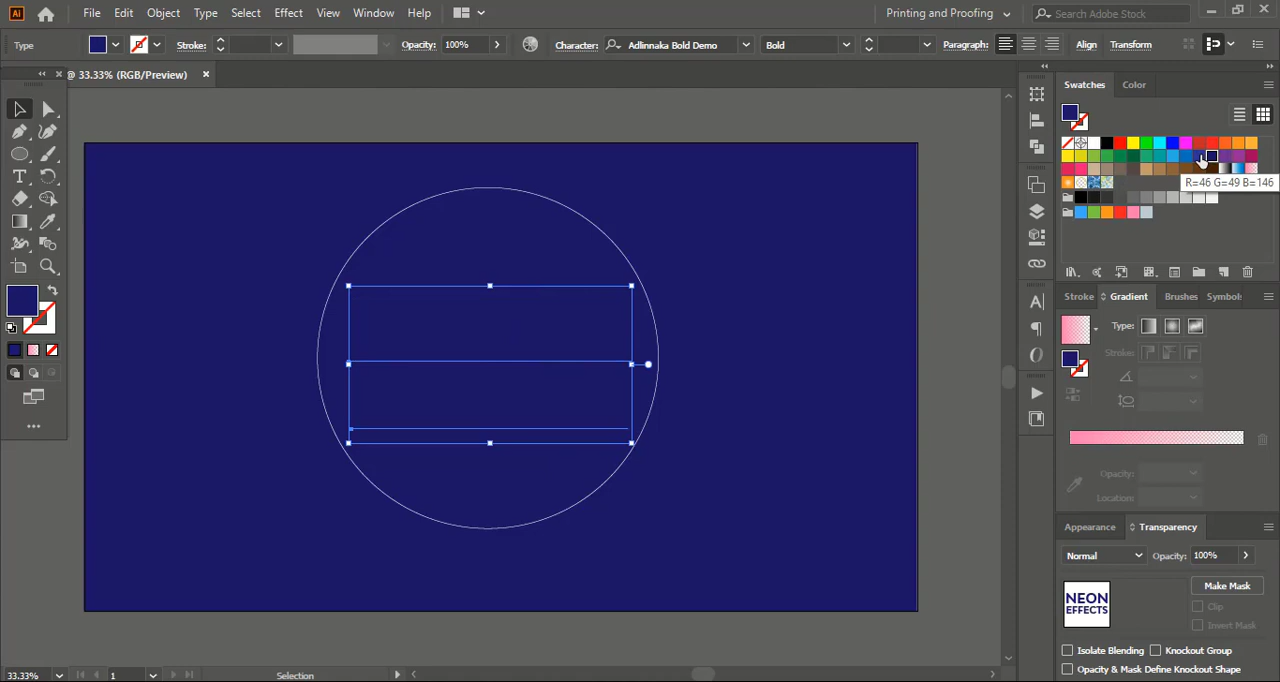 Ai File Edit Object Type Select Effect View Window Help Printing and Proofing Search Adobe Stock
Type Stroke: Opacity: 100% Character: Adlinnaka Bold Demo Bold Paragraph: Align Transform
@ 33.33% (RGB/Preview)
Swatches Color
R=46 G=49 B=146
Stroke Gradient Brushes Symbols
Type:
Stroke:
Opacity:
Location:
Appearance Transparency
Normal Opacity: 100%
Make Mask
NEON
EFFECTS
Clip
Invert Mask
Isolate Blending Knockout Group
Opacity & Mask Define Knockout Shape
33.33% 1 Selection